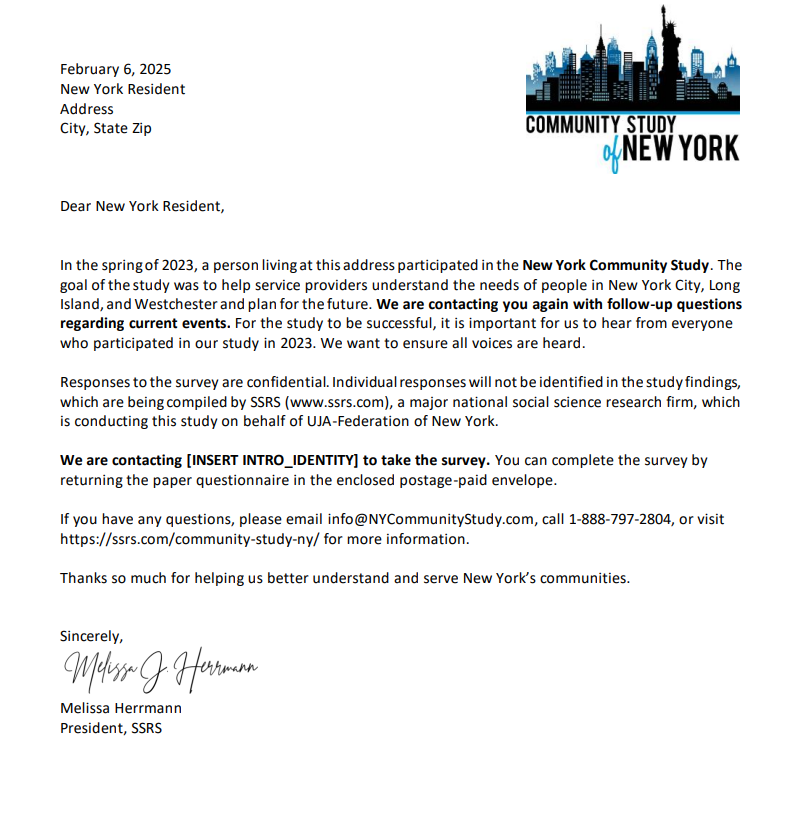 February 6, 2025
New York Resident
Address
City, State Zip
COMMUNITY STUDY
of NEW YORK
Dear New York Resident,
In the spring of 2023, a person living at this address participated in the New York Community Study. The
goal of the study was to help service providers understand the needs of people in New York City, Long
Island, and Westchester and plan for the future. We are contacting you again with follow-up questions
regarding current events. For the study to be successful, it is important for us to hear from everyone
who participated in our study in 2023. We want to ensure all voices are heard.
Responses to the survey are confidential. Individual responses will not be identified in the study findings,
which are being compiled by SSRS (www.ssrs.com), a major national social science research firm, which
is conducting this study on behalf of UJA-Federation of New York.
We are contacting [INSERT INTRO_IDENTITY] to take the survey. You can complete the survey by
returning the paper questionnaire in the enclosed postage-paid envelope.
If you have any questions, please email info@NYCommunityStudy.com, call 1-888-797-2804, or visit
https://ssrs.com/community-study-ny/ for more information.
Thanks so much for helping us better understand and serve New York’s communities.
Sincerely,
Melissa J. Herrmann
Melissa Herrmann
President, SSRS